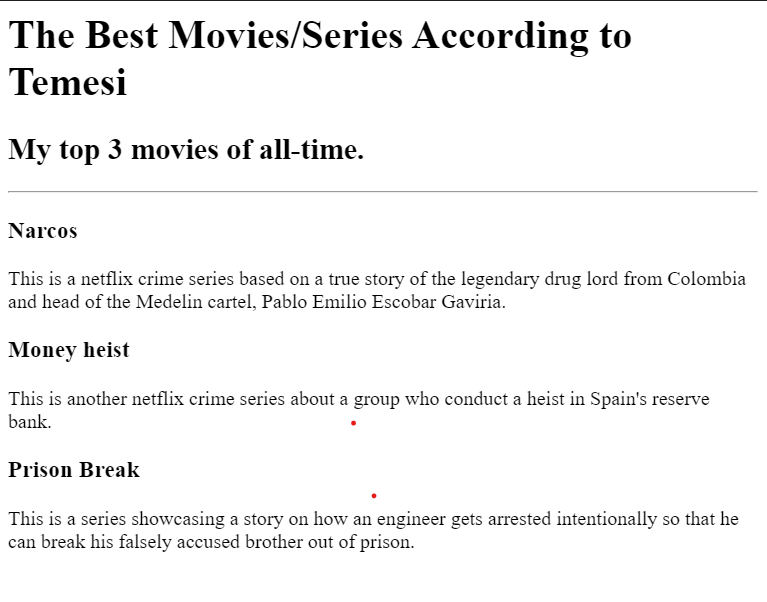 The Best Movies/Series According to
Temesi
My top 3 movies of all-time.
Narcos
This is a netflix crime series based on a true story of the legendary drug lord from Colombia
and head of the Medelin cartel, Pablo Emilio Escobar Gaviria.
Money heist
This is another netflix crime series about a group who conduct a heist in Spain's reserve
bank.
Prison Break
This is a series showcasing a story on how an engineer gets arrested intentionally so that he
can break his falsely accused brother out of prison.